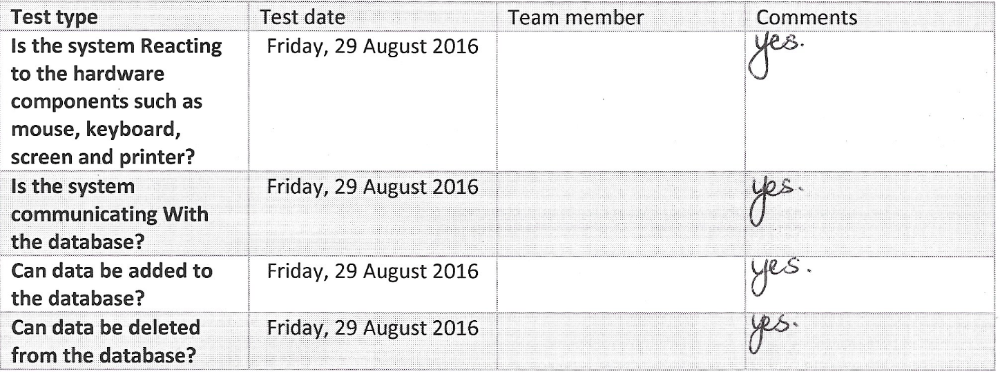 Test type Test date Team member Comments
Is the system Reacting Friday, 29 August 2016 yes.
to the hardware
components such as
mouse, keyboard,
screen and printer?
Is the system Friday, 29 August 2016 yes.
communicating With
the database?
Can data be added to Friday, 29 August 2016 yes.
the database?
Can data be deleted Friday, 29 August 2016 yes.
from the database?